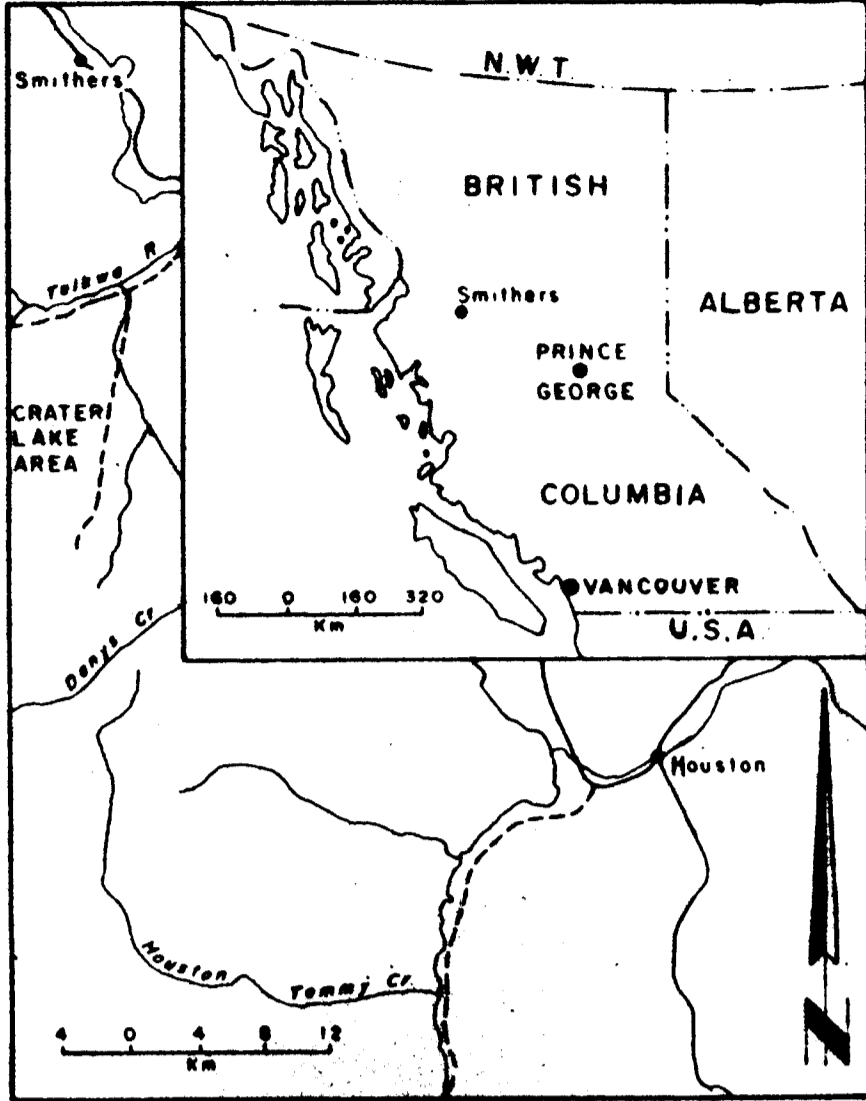 Smithers
N.W.T
BRITISH
Telkwa R
Smithers
ALBERTA
PRINCE
GEORGE
CRATER
LAKE
AREA
COLUMBIA
160 0 160 320
Km
VANCOUVER
U.S.A.
Denys Cr
Houston
Houston
Tommy Cr.
4 0 4 8 12
Km
N